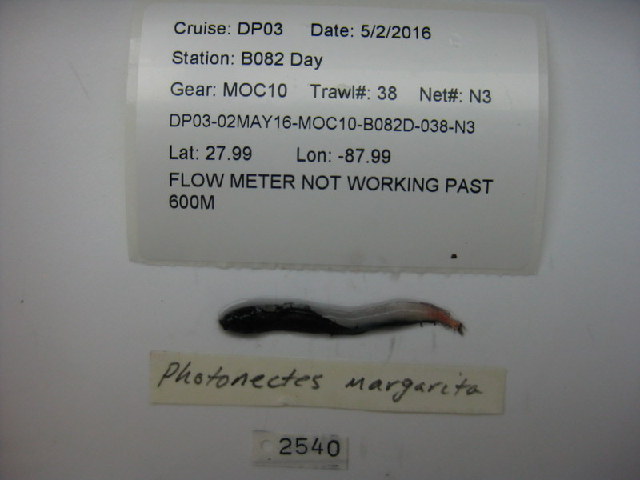 Cruise: DP03 Date: 5/2/2016
Station: B082 Day
Gear: MOC10 Trawl#: 38 Net#: N3
DP03-02MAY16-MOC10-B082D-038-N3
Lat: 27.99 Lon: -87.99
FLOW METER NOT WORKING PAST
600M
Photonectes margarita
2540